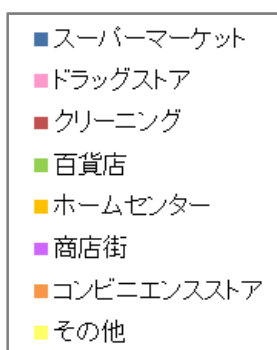 スーパーマーケット
ドラッグストア
クリーニング
百貨店
ホームセンター
商店街
コンビニエンスストア
その他